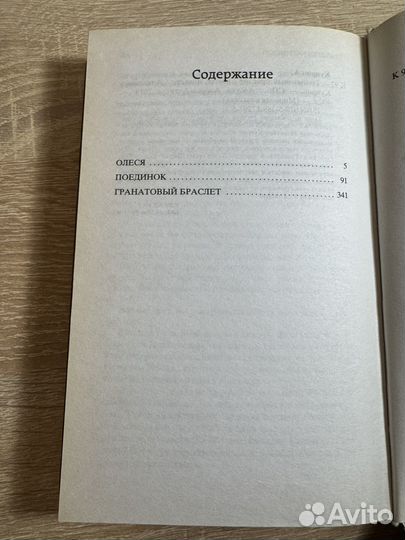 Содержание
ОЛЕСЯ 5
ПОЕДИНОК 91
ГРАНАТОВЫЙ БРАСЛЕТ 341
Avito